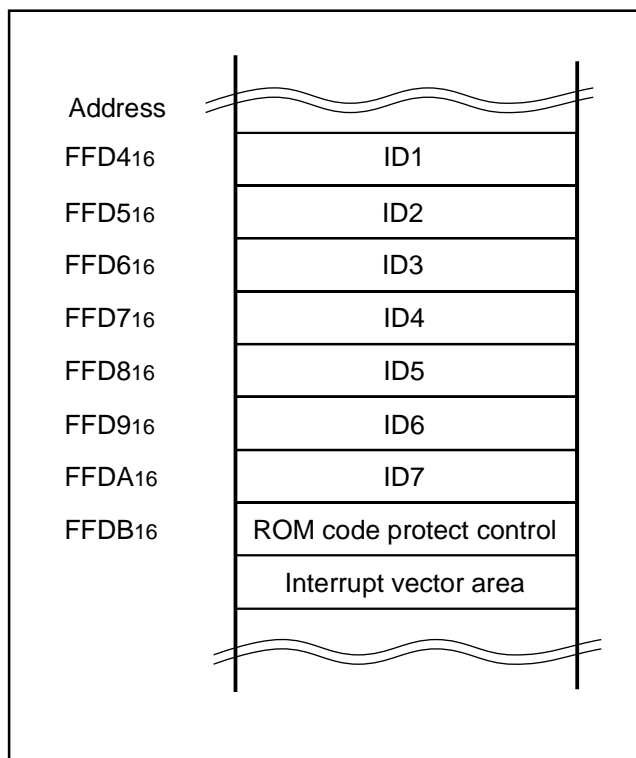 Address
FFD416 ID1
FFD516 ID2
FFD616 ID3
FFD716 ID4
FFD816 ID5
FFD916 ID6
FFDA16 ID7
FFDB16 ROM code protect control
Interrupt vector area